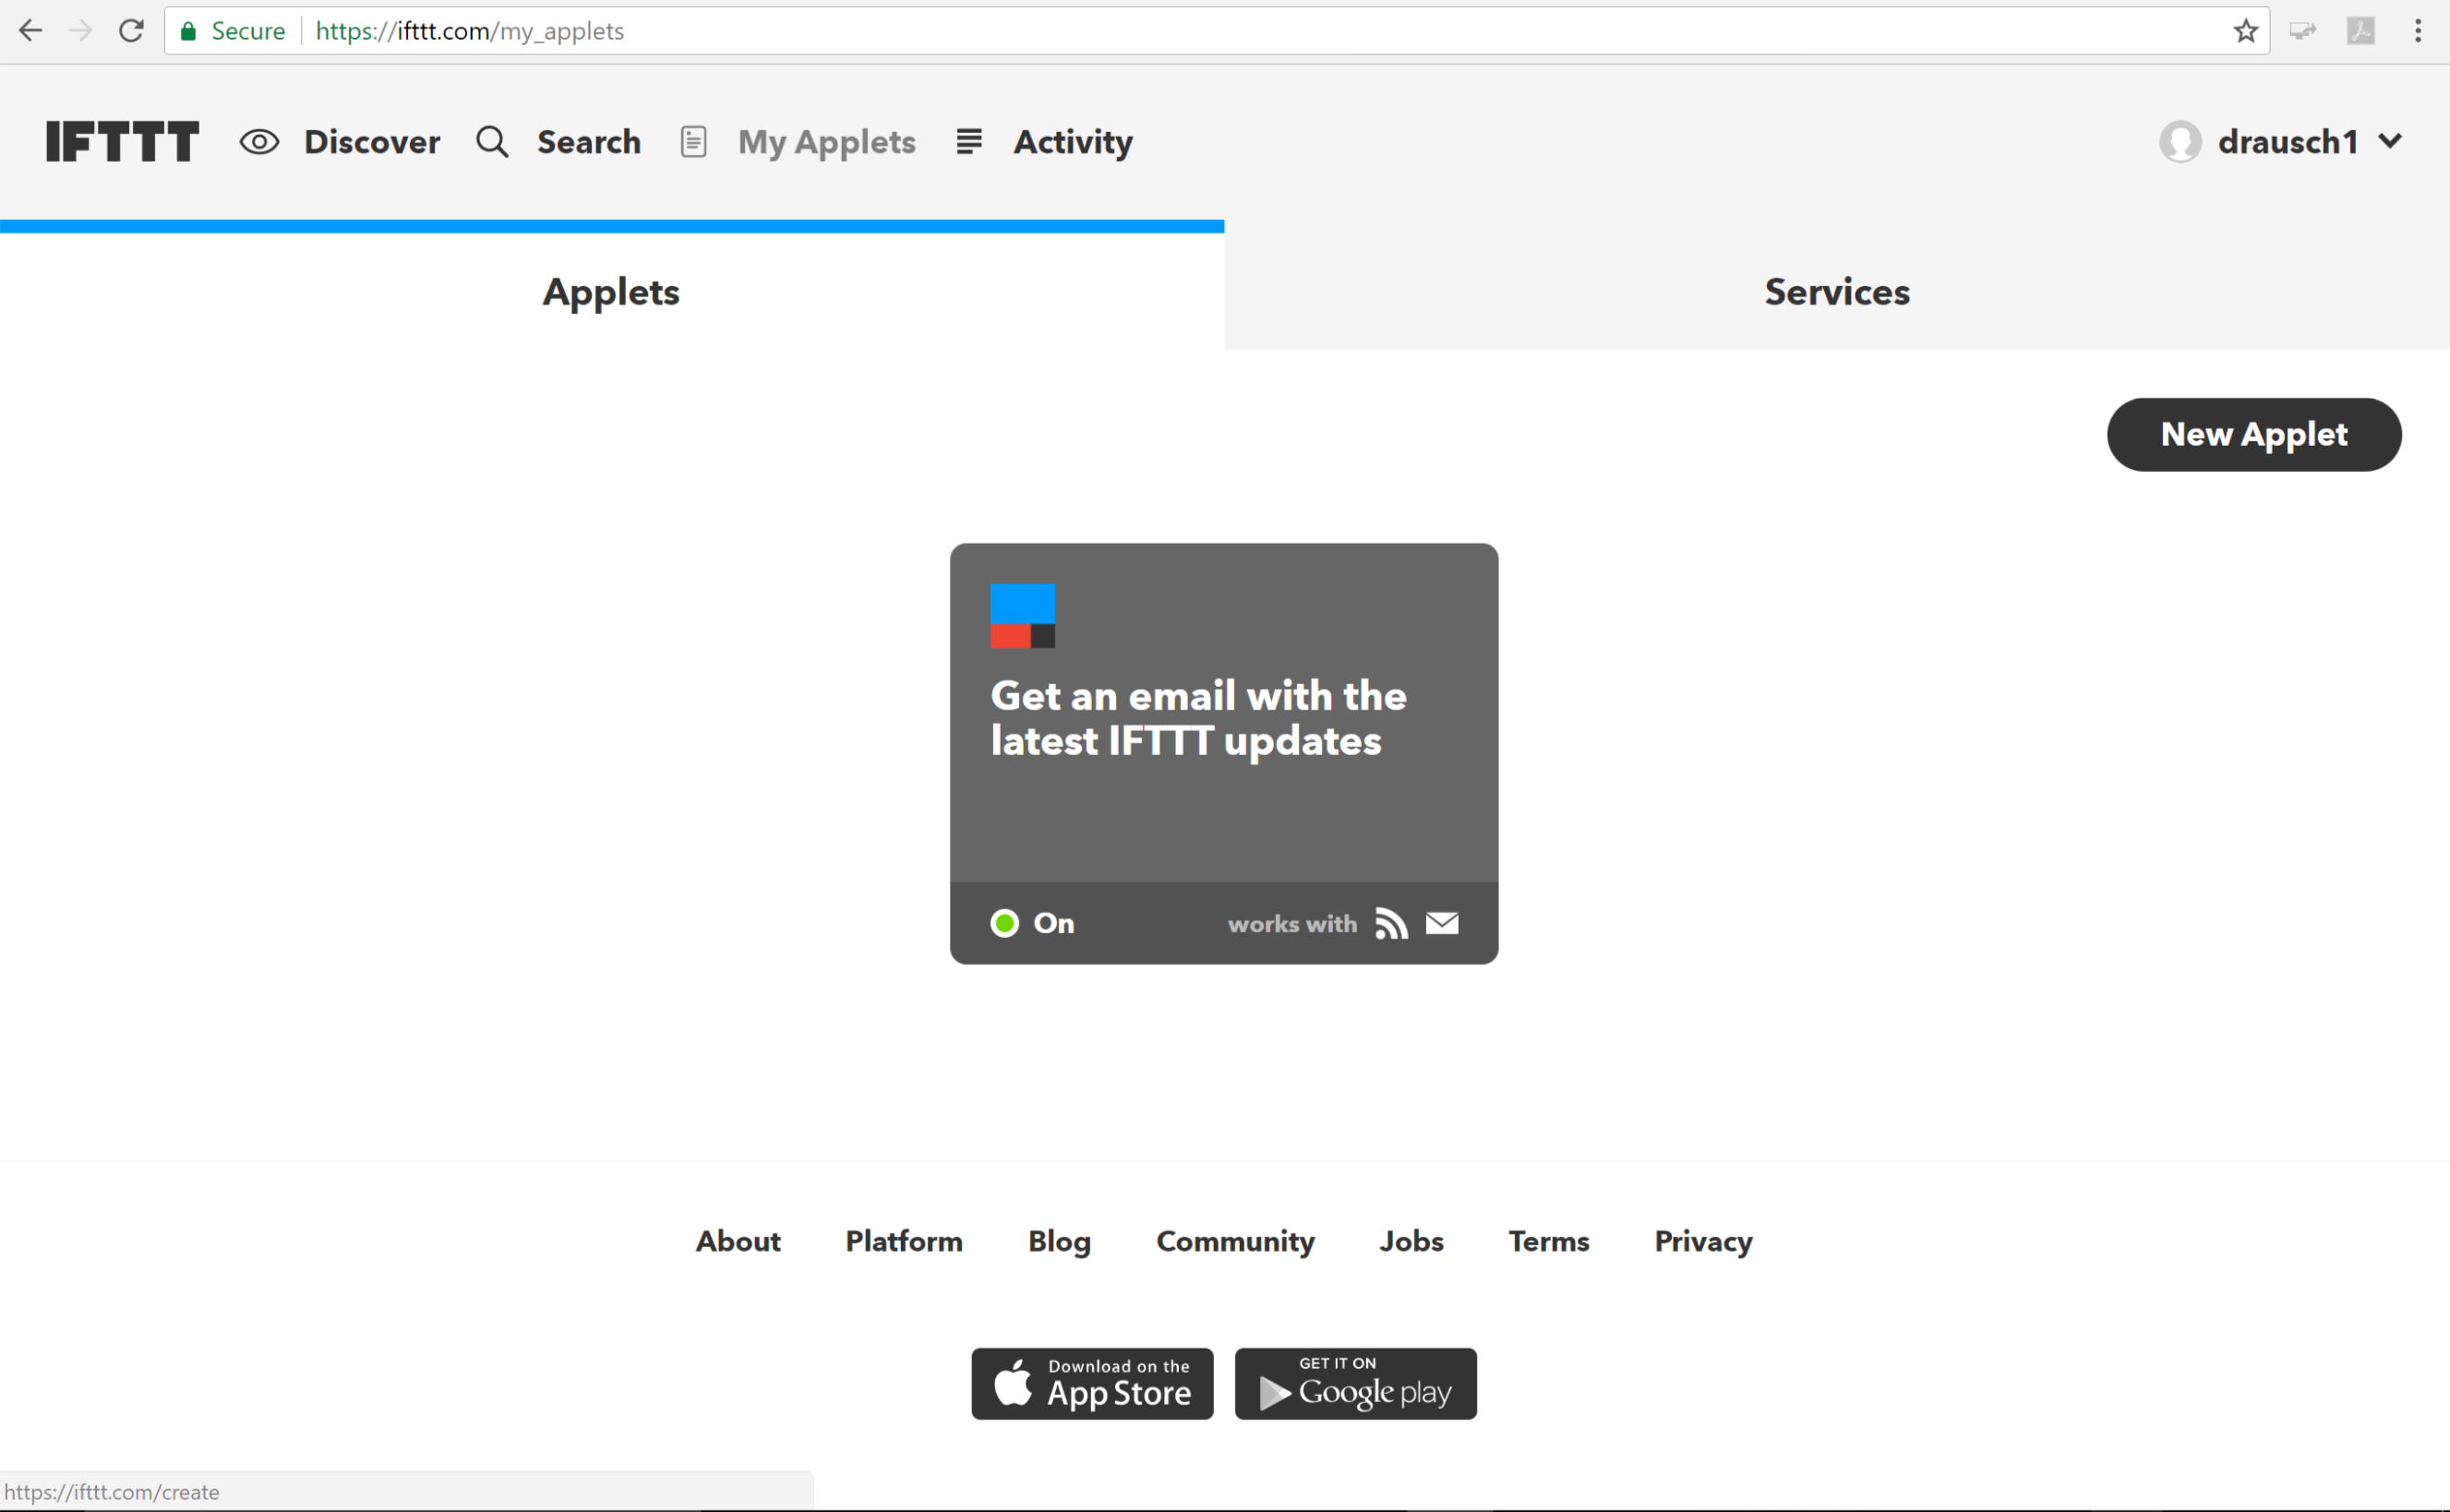 Secure https://ifttt.com/my_applets
IFTTT Discover Search My Applets Activity drausch1
Applets Services
New Applet
Get an email with the
latest IFTTT updates
On works with
About Platform Blog Community Jobs Terms Privacy
Download on the
App Store
GET IT ON
Google play
https://ifttt.com/create